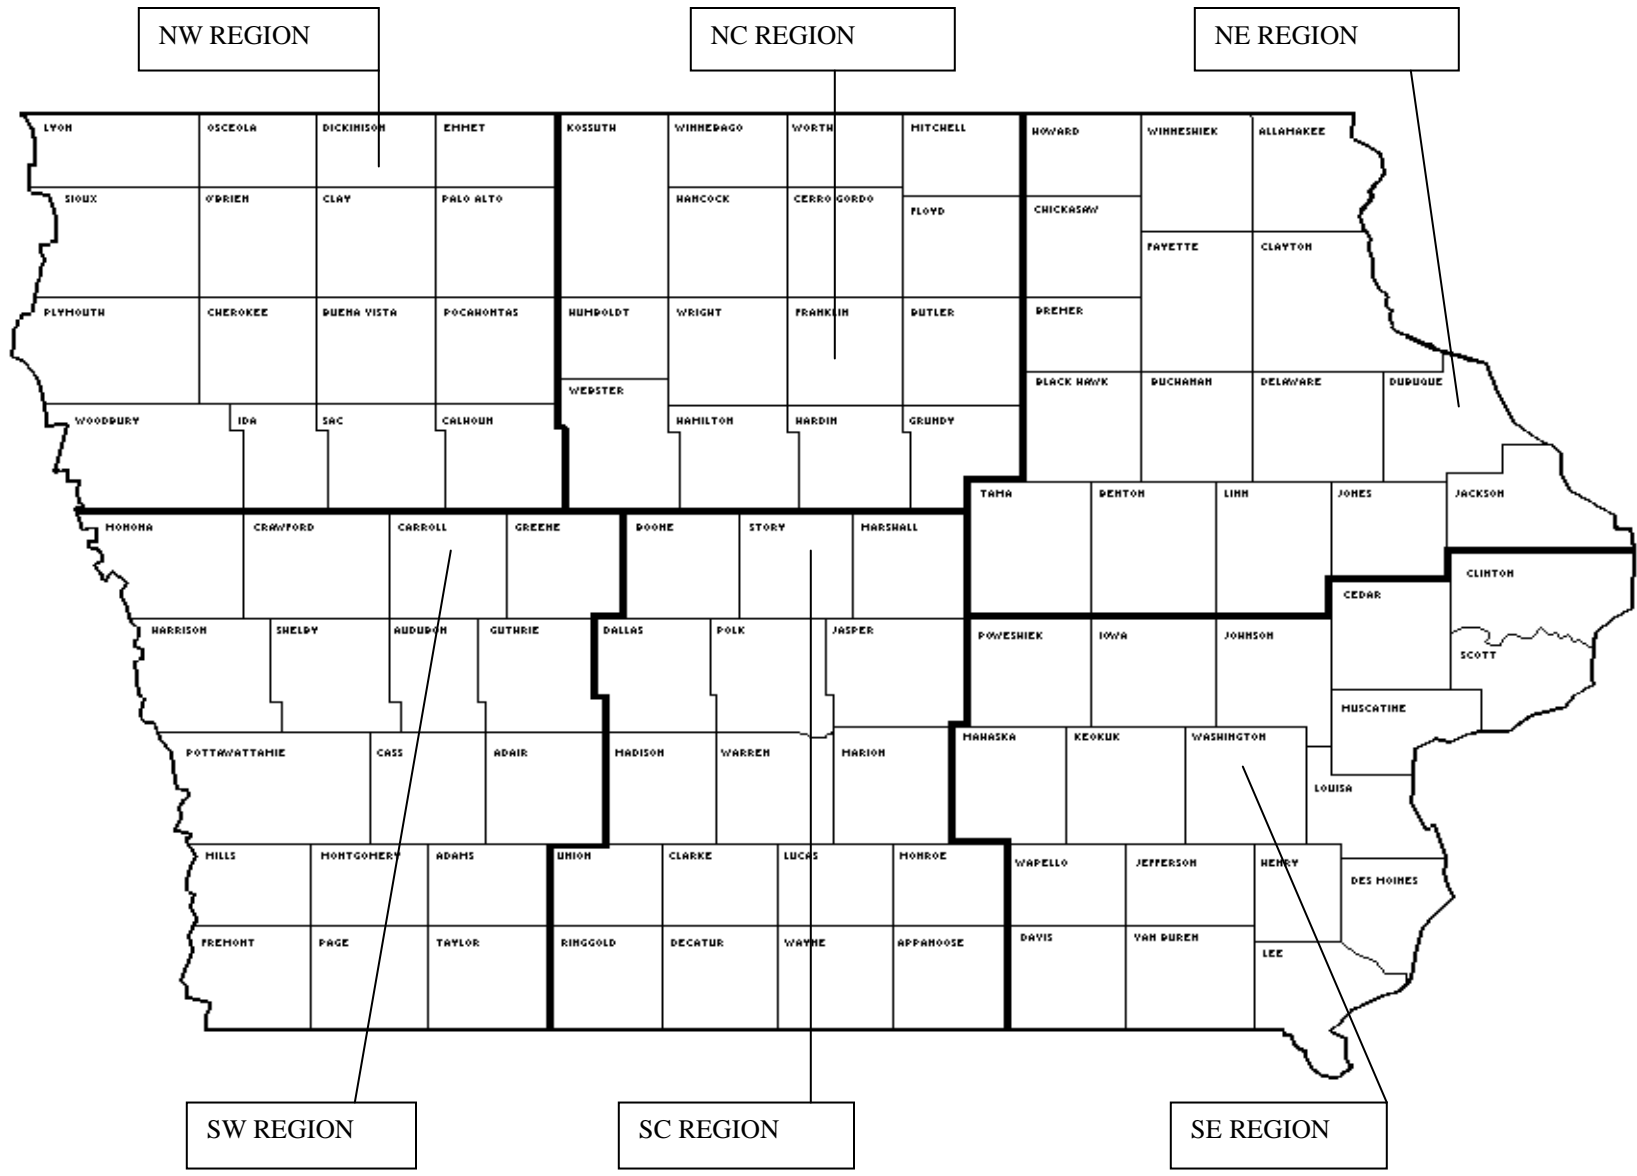 NW REGION NC REGION NE REGION
LYON OSCEOLA DICKINISON EMMET KOSSUTH WINNEBAGO WORTH MITCHELL HOWARD WINNESHIEK ALLAMAKEE
SIOUX O'BRIEN CLAY PALO ALTO HANCOCK CERRO GORDO FLOYD CHICKASAW
FAYETTE CLAYTON
PLYMOUTH CHEROKEE BUENA VISTA POCAHONTAS HUMBOLDT WRIGHT FRANKLIN BUTLER BREMER
WEBSTER BLACK HAWK BUCHANAN DELAWARE DUBUQUE
WOODBURY IDA SAC CALHOUN HAMILTON HARDIN GRUNDY
TAMA BENTON LINN JONES JACKSON
MONONA CRAWFORD CARROLL GREENE BOONE STORY MARSHALL
CLINTON
CEDAR
HARRISON SHELBY AUDUBON GUTHRIE DALLAS POLK JASPER POWESHIEK IOWA JOHNSON
SCOTT
MUSCATINE
POTTAWATTAMIE CASS ADAIR MADISON WARREN MARION MAHASKA KEOKUK WASHINGTON
LOUISA
MILLS MONTGOMERY ADAMS UNION CLARKE LUCAS MONROE WAPELLO JEFFERSON HENRY
DES MOINES
FREMONT PAGE TAYLOR RINGGOLD DECATUR WAYNE APPANOOSE DAVIS VAN BUREN
LEE
SW REGION SC REGION SE REGION